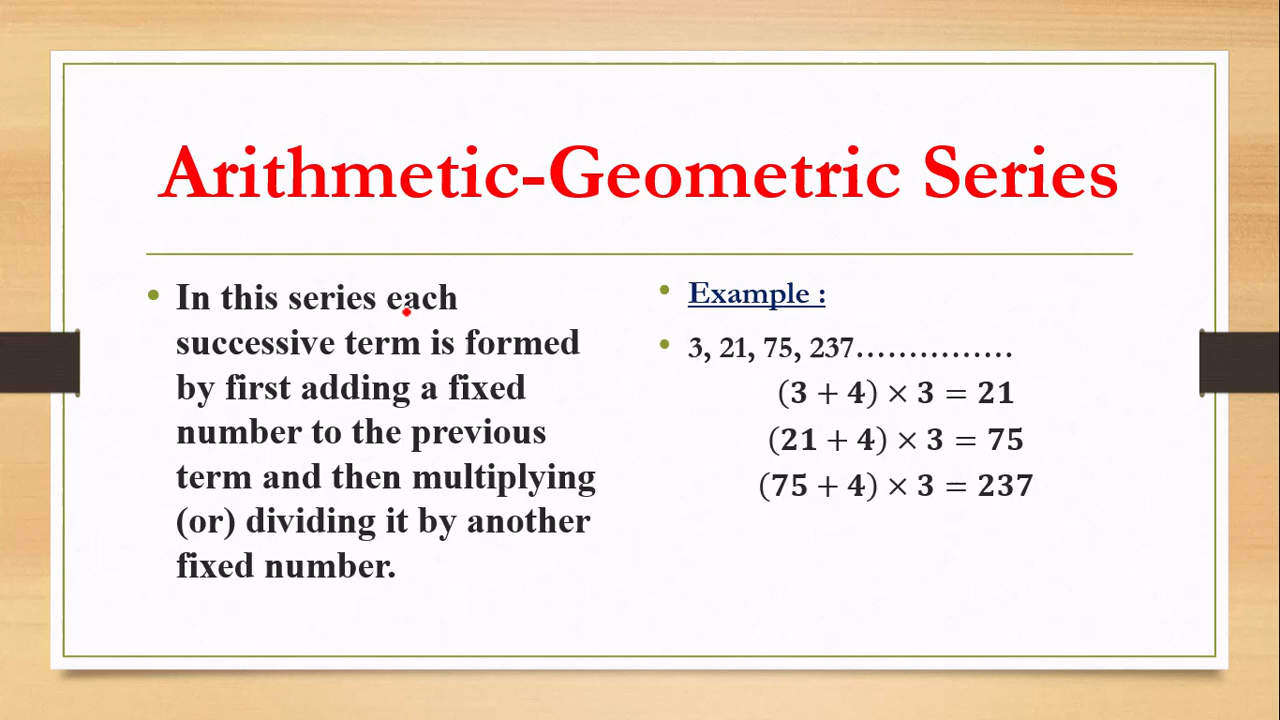 Arithmetic-Geometric Series
• In this series each
successive term is formed
by first adding a fixed
number to the previous
term and then multiplying
(or) dividing it by another
fixed number.
• Example :
• 3, 21, 75, 237……………
(3 + 4) × 3 = 21
(21 + 4) × 3 = 75
(75 + 4) × 3 = 237